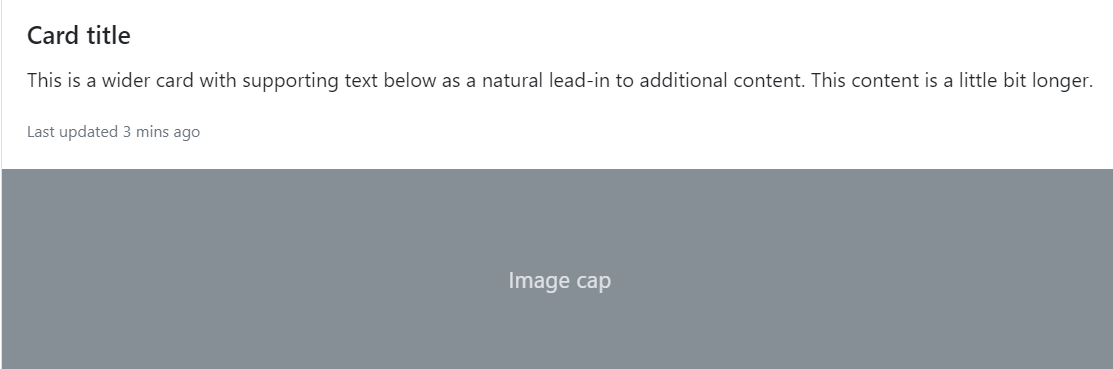 Card title
This is a wider card with supporting text below as a natural lead-in to additional content. This content is a little bit longer.
Last updated 3 mins ago
Image cap